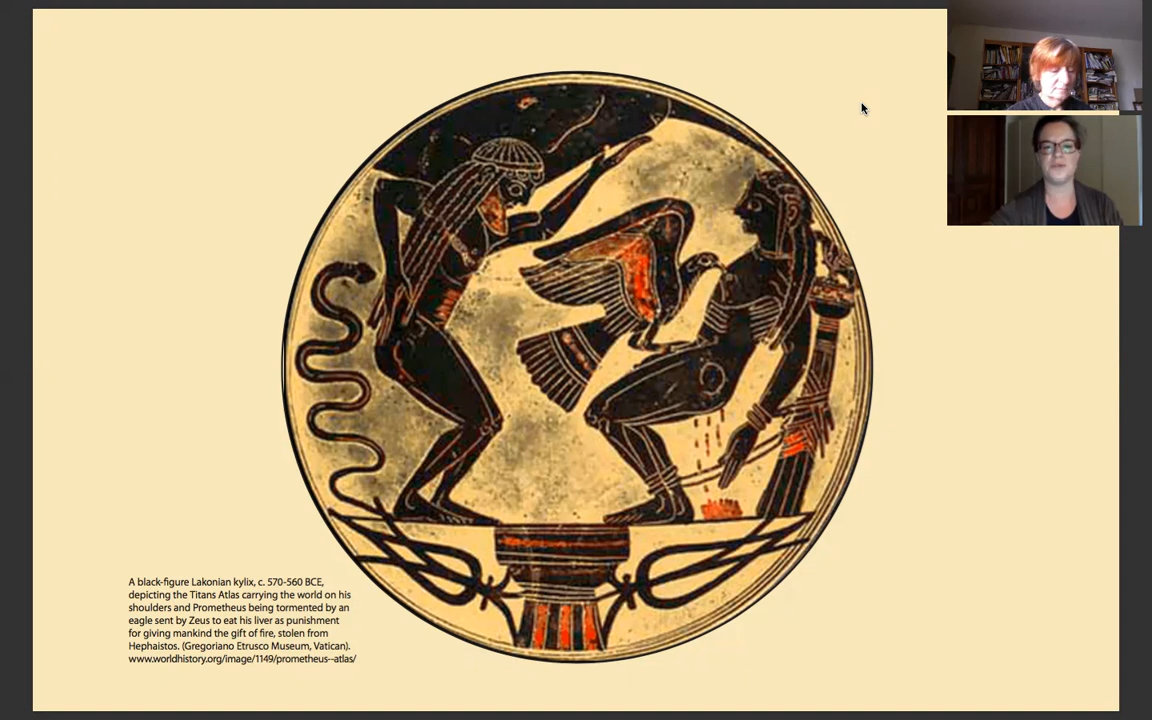 A black-figure Lakonian kylix, c. 570-560 BCE,
depicting the Titans Atlas carrying the world on his
shoulders and Prometheus being tormented by an
eagle sent by Zeus to eat his liver as punishment
for giving mankind the gift of fire, stolen from
Hephaistos. (Gregoriano Etrusco Museum, Vatican).
www.worldhistory.org/image/1149/prometheus--atlas/